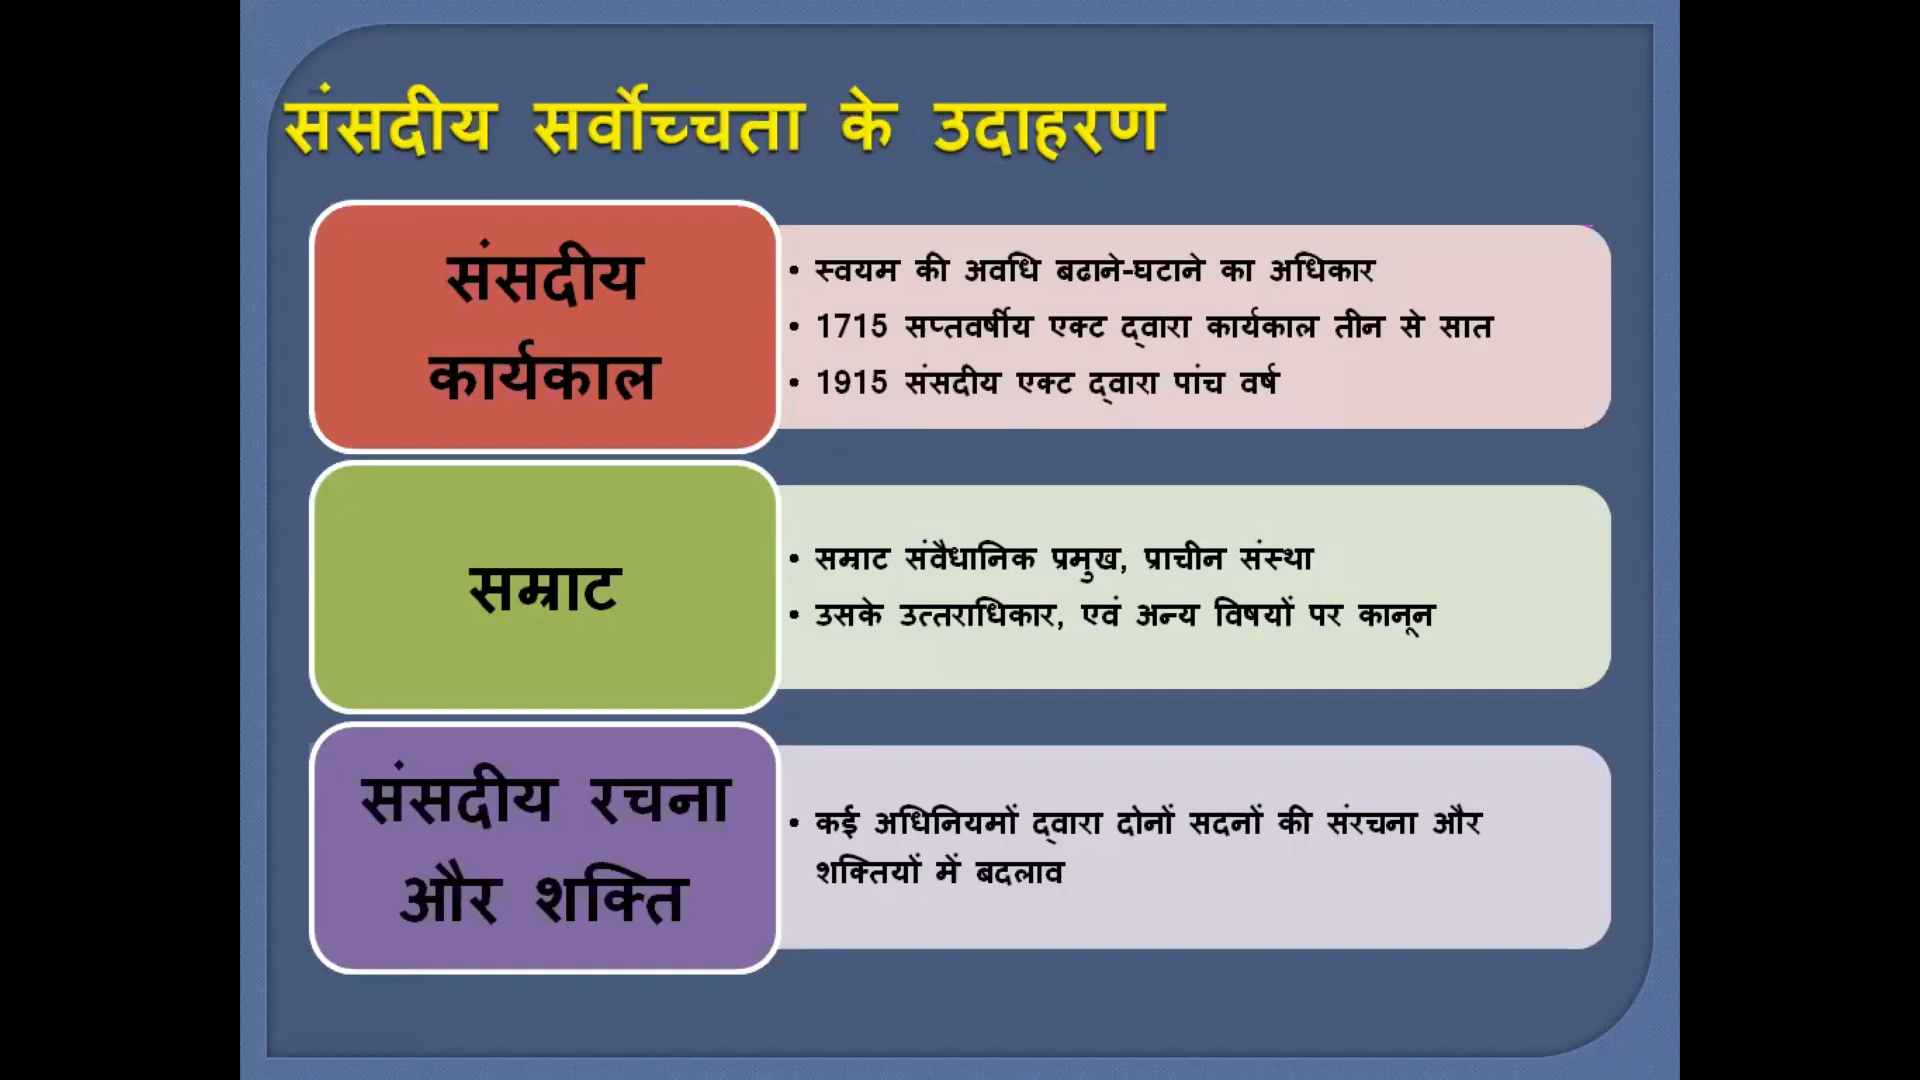 संसदीय सर्वोच्चता के उदाहरण
संसदीय
कार्यकाल
• स्वयम की अवधि बढाने-घटाने का अधिकार
• 1715 सप्तवर्षीय एक्ट द्वारा कार्यकाल तीन से सात
• 1915 संसदीय एक्ट द्वारा पांच वर्ष
सम्राट
• सम्राट संवैधानिक प्रमुख, प्राचीन संस्था
• उसके उत्तराधिकार, एवं अन्य विषयों पर कानून
संसदीय रचना
और शक्ति
• कई अधिनियमों द्वारा दोनों सदनों की संरचना और
शक्तियों में बदलाव